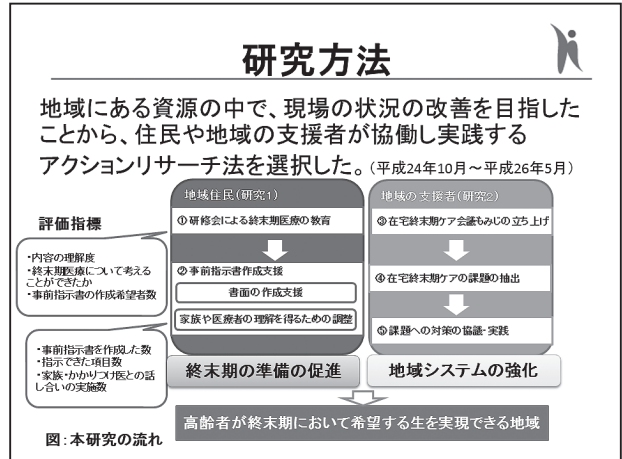 研究方法
地域にある資源の中で、現場の状況の改善を目指した
ことから、住民や地域の支援者が協働し実践する
アクションリサーチ法を選択した。(平成24年10月～平成26年5月)
評価指標
・内容の理解度
・終末期医療について考える
ことができたか
・事前指示書の作成希望者数
・事前指示書を作成した数
・指示できた項目数
・家族・かかりつけ医との話
し合いの実施数
地域住民(研究1)
①研修会による終末期医療の教育
②事前指示書作成支援
書面の作成支援
家族や医療者の理解を得るための調整
終末期の準備の促進
地域の支援者(研究2)
③在宅終末期ケア会議もみじの立ち上げ
④在宅終末期ケアの課題の抽出
⑤課題への対策の協議・実践
地域システムの強化
高齢者が終末期において希望する生を実現できる地域
図:本研究の流れ